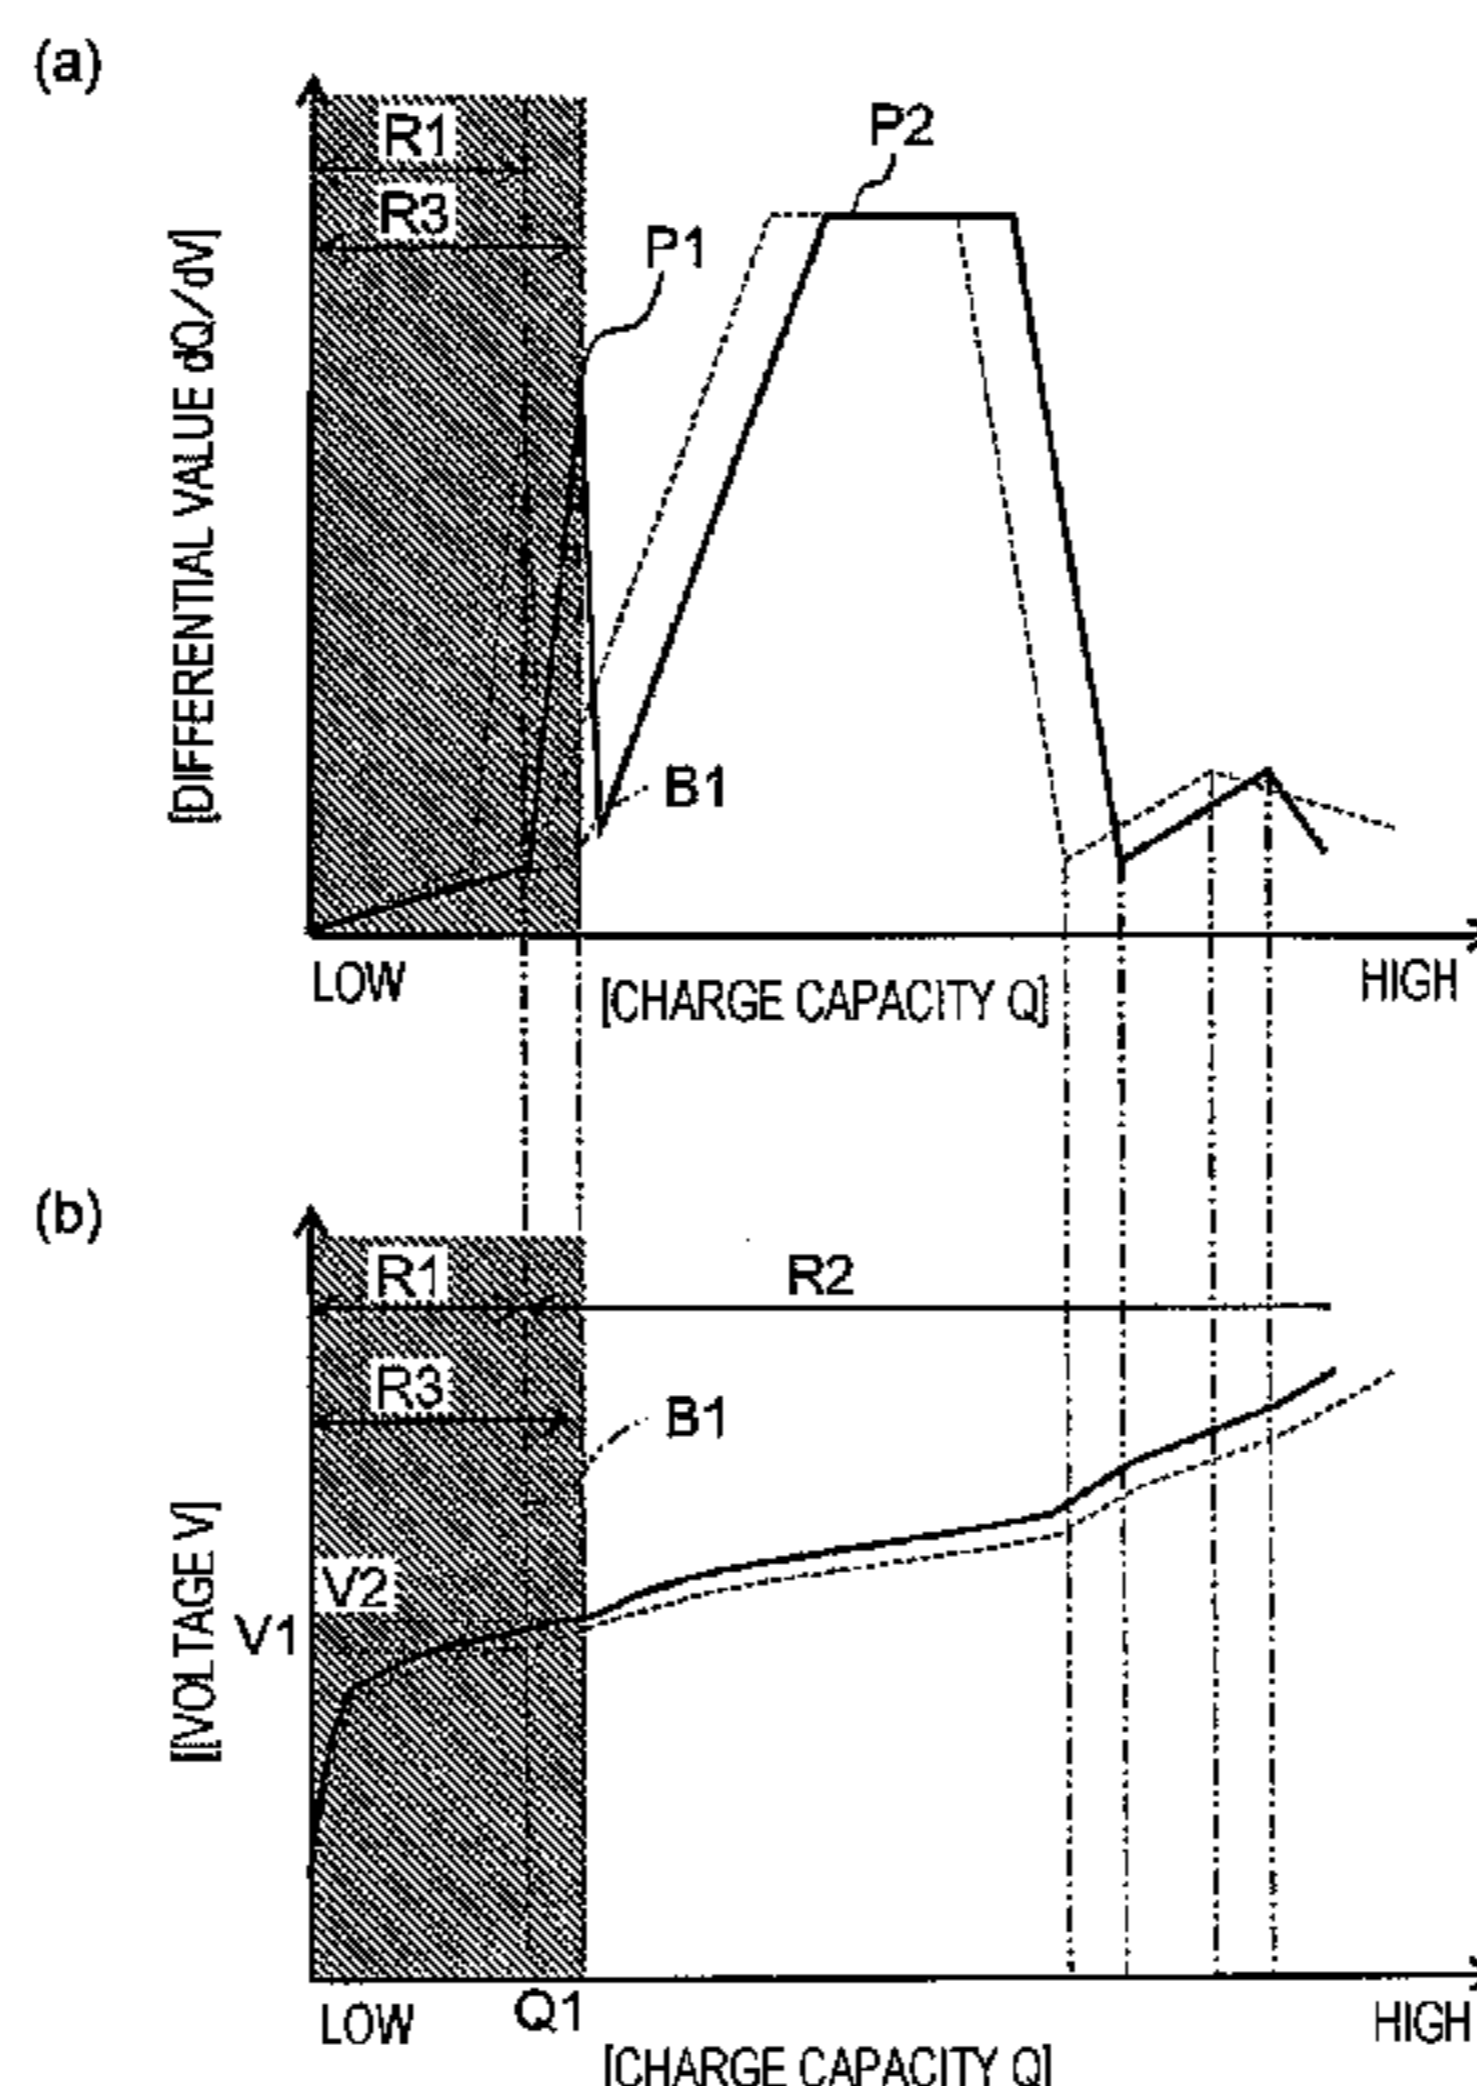 (a)
R1
P2
R3
P1
[DIFFERENTIAL VALUE dQ/dV]
B1
LOW
[CHARGE CAPACITY Q]
HIGH
(b)
R1
R2
R3
B1
[VOLTAGE V]
V2
V1
LOW
Q1
HIGH
[CHARGE CAPACITY Q]